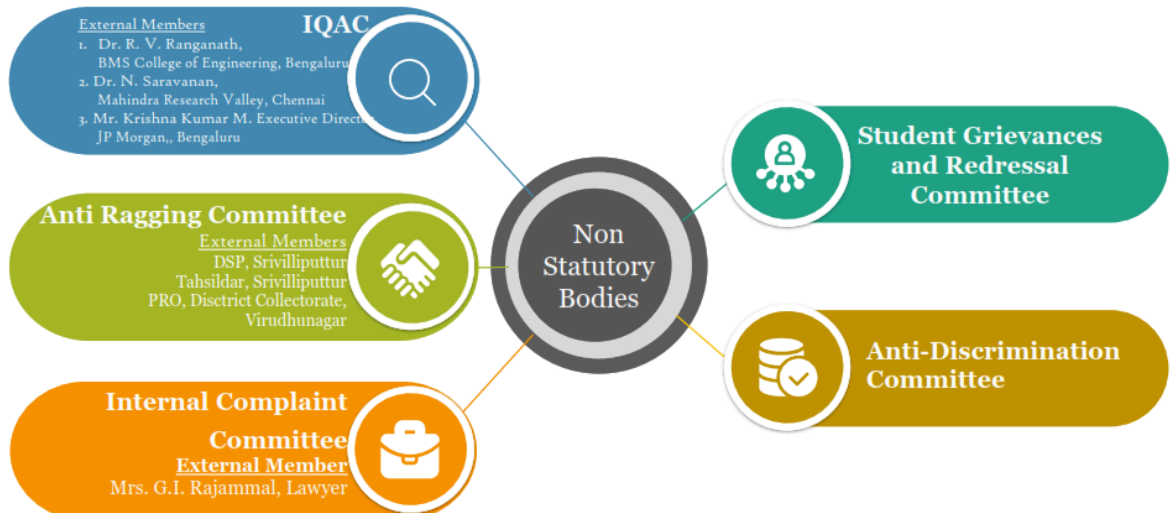 IQAC
External Members
1. Dr. R. V. Ranganath,
BMS College of Engineering, Bengaluru
2. Dr. N. Saravanan,
Mahindra Research Valley, Chennai
3. Mr. Krishna Kumar M. Executive Director
JP Morgan,, Bengaluru
Anti Ragging Committee
External Members
DSP, Srivilliputtur
Tahsildar, Srivilliputtur
PRO, Disctrict Collectorate,
Virudhunagar
Internal Complaint
Committee
External Member
Mrs. G.I. Rajammal, Lawyer
Non
Statutory
Bodies
Student Grievances
and Redressal
Committee
Anti-Discrimination
Committee